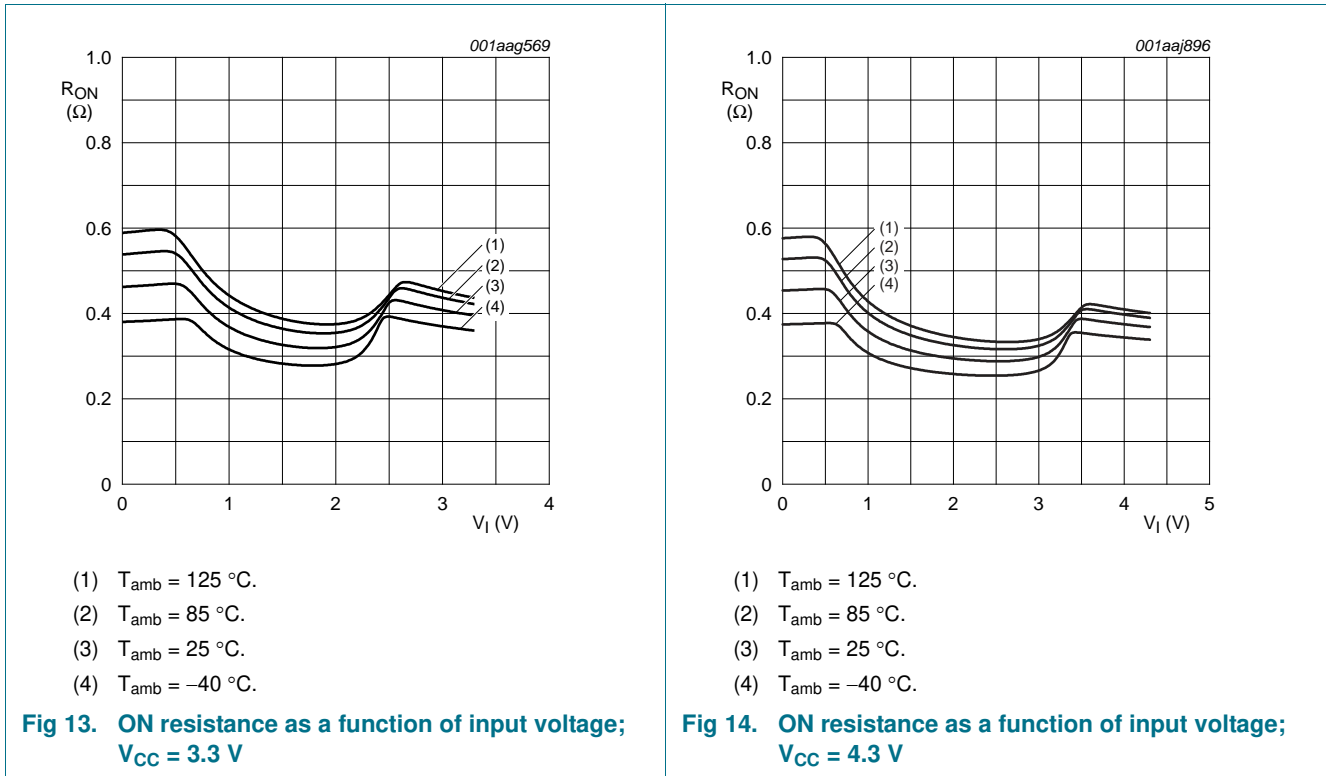 001aag569
1.0
RON
(Ω)
0.8
0.6
0.4
0.2
0
(1)
(2)
(3)
(4)
0 1 2 3 4
VI (V)
(1) Tamb = 125 °C.
(2) Tamb = 85 °C.
(3) Tamb = 25 °C.
(4) Tamb = −40 °C.
Fig 13. ON resistance as a function of input voltage;
VCC = 3.3 V
001aaj896
1.0
RON
(Ω)
0.8
0.6
0.4
0.2
0
(1)
(2)
(3)
(4)
0 1 2 3 4 5
VI (V)
(1) Tamb = 125 °C.
(2) Tamb = 85 °C.
(3) Tamb = 25 °C.
(4) Tamb = −40 °C.
Fig 14. ON resistance as a function of input voltage;
VCC = 4.3 V